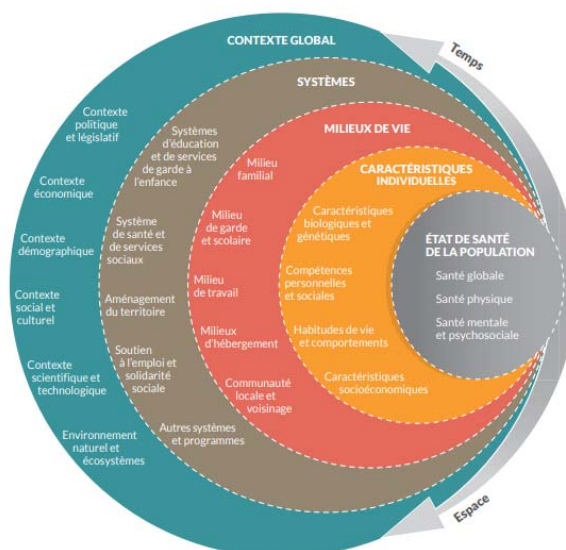 CONTEXTE GLOBAL
Contexte
politique
et législatif
Contexte
économique
Contexte
démographique
Contexte
social et
culturel
Contexte
scientifique et
technologique
Environnement
naturel et
écosystèmes
SYSTÈMES
Systèmes
d'éducation
et de services
de garde à
l'enfance
Système
de santé et
de services
sociaux
Aménagement
du territoire
Soutien
à l'emploi et
solidarité
sociale
Autres systèmes
et programmes
MILIEUX DE VIE
Milieu
familial
Milieu
de garde
et scolaire
Milieu
de travail
Milieux
d'hébergement
Communauté
locale et
voisinage
CARACTÉRISTIQUES
INDIVIDUELLES
Caractéristiques
biologiques et
génétiques
Compétences
personnelles
et sociales
Habitudes de vie
et comportements
Caractéristiques
socioéconomiques
ÉTAT DE SANTÉ
DE LA POPULATION
Santé globale
Santé physique
Santé mentale
et psychosociale
Temps
Espace